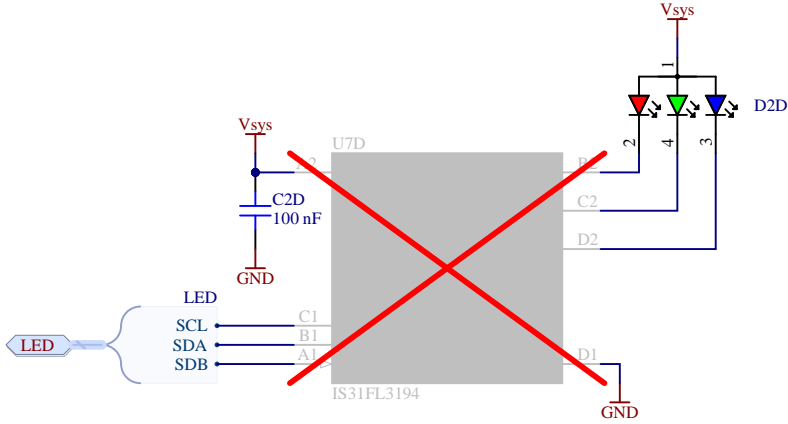 Vsys
1
D2D
2
4
3
Vsys
U7D
A2
B2
C2D
100 nF
C2
D2
GND
LED
C1
SCL
B1
LED
SDA
A1
SDB
D1
IS31FL3194
GND